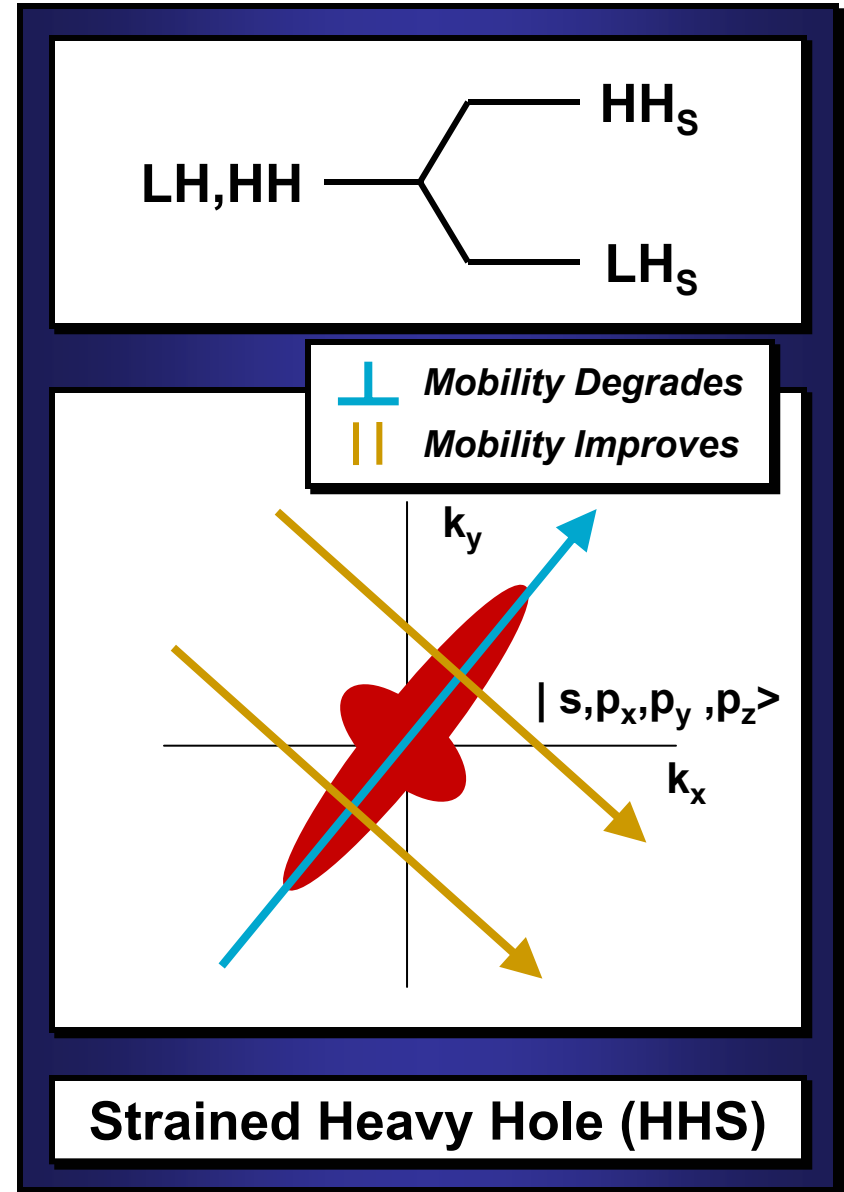 HHS
LH,HH
LHS
⊥ Mobility Degrades
|| Mobility Improves
ky
| s,px,py ,pz>
kx
Strained Heavy Hole (HHS)